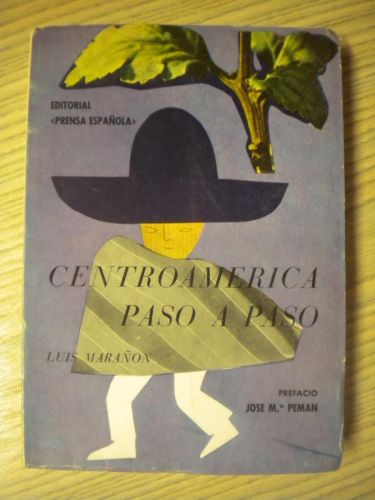 EDITORIAL
«PRENSA ESPAÑOLA»
CENTROAMERICA
PASO A PASO
LUIS MARAÑON
PREFACIO
JOSE M.ª PEMAN